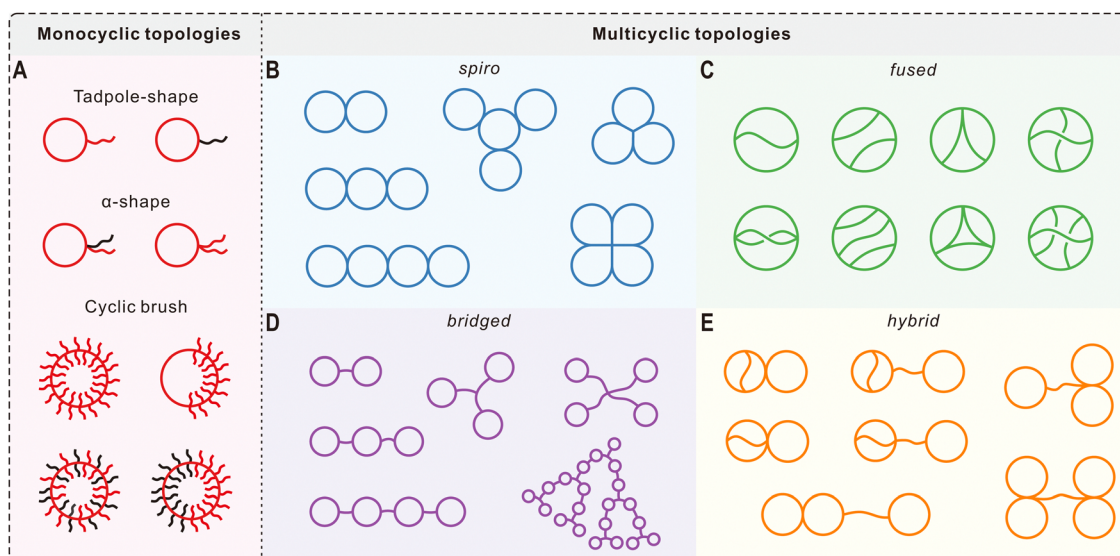 Monocyclic topologies
Multicyclic topologies
A
Tadpole-shape
α-shape
Cyclic brush
B
spiro
C
fused
D
bridged
E
hybrid